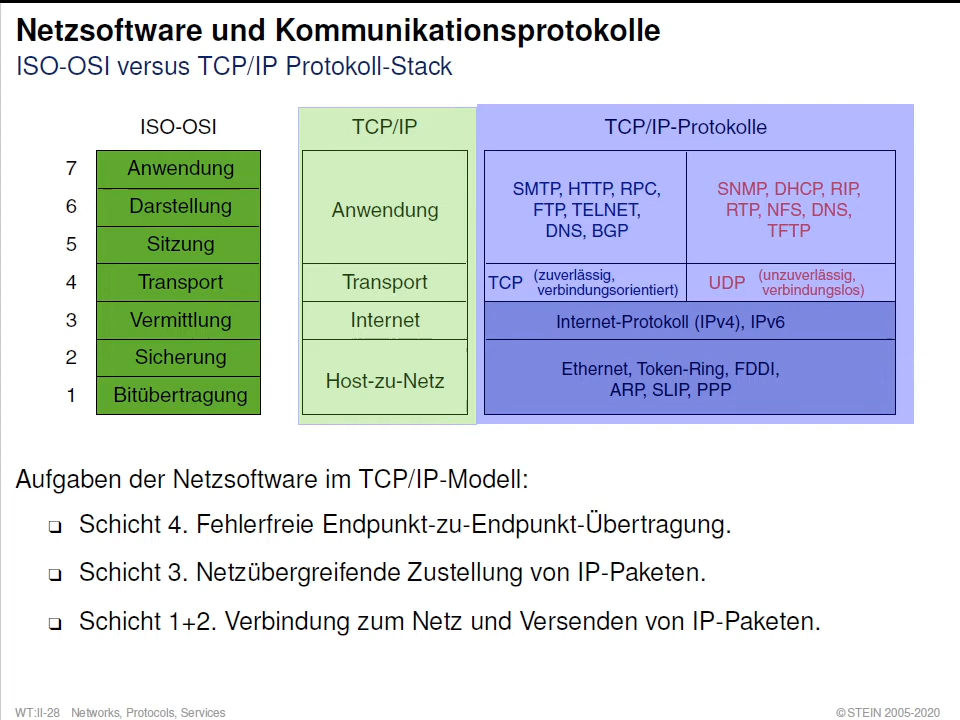 Netzsoftware und Kommunikationsprotokolle
ISO-OSI versus TCP/IP Protokoll-Stack
ISO-OSI
TCP/IP
TCP/IP-Protokolle
7 Anwendung
6 Darstellung
5 Sitzung
4 Transport
3 Vermittlung
2 Sicherung
1 Bitübertragung
Anwendung
Transport
Internet
Host-zu-Netz
SMTP, HTTP, RPC,
FTP, TELNET,
DNS, BGP
SNMP, DHCP, RIP,
RTP, NFS, DNS,
TFTP
TCP (zuverlässig,
verbindungsorientiert)
UDP (unzuverlässig,
verbindungslos)
Internet-Protokoll (IPv4), IPv6
Ethernet, Token-Ring, FDDI,
ARP, SLIP, PPP
Aufgaben der Netzsoftware im TCP/IP-Modell:
❑ Schicht 4. Fehlerfreie Endpunkt-zu-Endpunkt-Übertragung.
❑ Schicht 3. Netzübergreifende Zustellung von IP-Paketen.
❑ Schicht 1+2. Verbindung zum Netz und Versenden von IP-Paketen.
WT:II-28 Networks, Protocols, Services
©STEIN 2005-2020